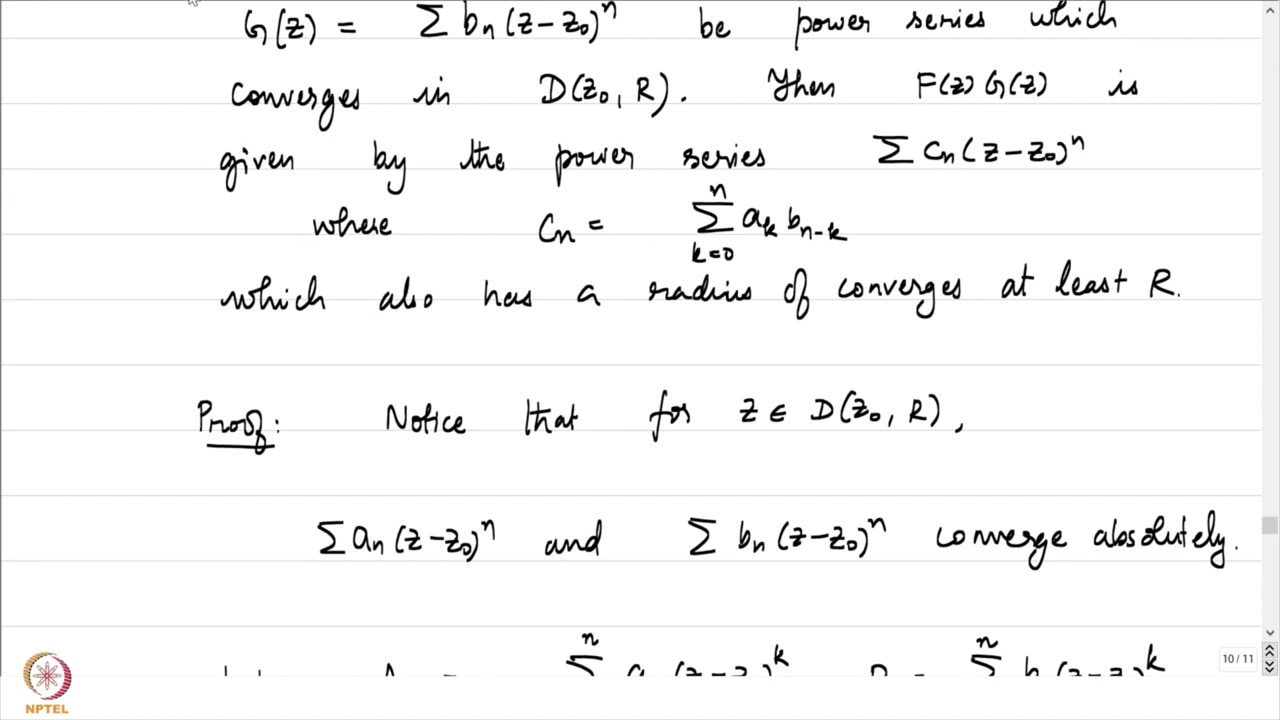 G(z) = Σ bₙ (z-z₀)ⁿ be power series which
converges in D(z₀, R). Then F(z) G(z) is
given by the power series Σ cₙ (z-z₀)ⁿ
where cₙ = Σ_{k=0}^{n} aₖ b_{n-k}
which also has a radius of converges at least R.
Proof: Notice that for z ∈ D(z₀, R),
Σ aₙ (z-z₀)ⁿ and Σ bₙ (z-z₀)ⁿ converge absolutely.
10 / 11
NPTEL